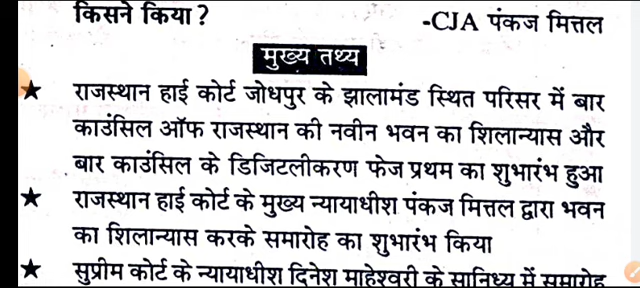 किसने किया?
-CJA पंकज मित्तल
मुख्य तथ्य
★ राजस्थान हाई कोर्ट जोधपुर के झालामंड स्थित परिसर में बार
काउंसिल ऑफ राजस्थान की नवीन भवन का शिलान्यास और
बार काउंसिल के डिजिटलीकरण फेज प्रथम का शुभारंभ हुआ
★ राजस्थान हाई कोर्ट के मुख्य न्यायाधीश पंकज मित्तल द्वारा भवन
का शिलान्यास करके समारोह का शुभारंभ किया
★ सुप्रीम कोर्ट के न्यायाधीश दिनेश माहेश्वरी के सानिध्य में समारोह